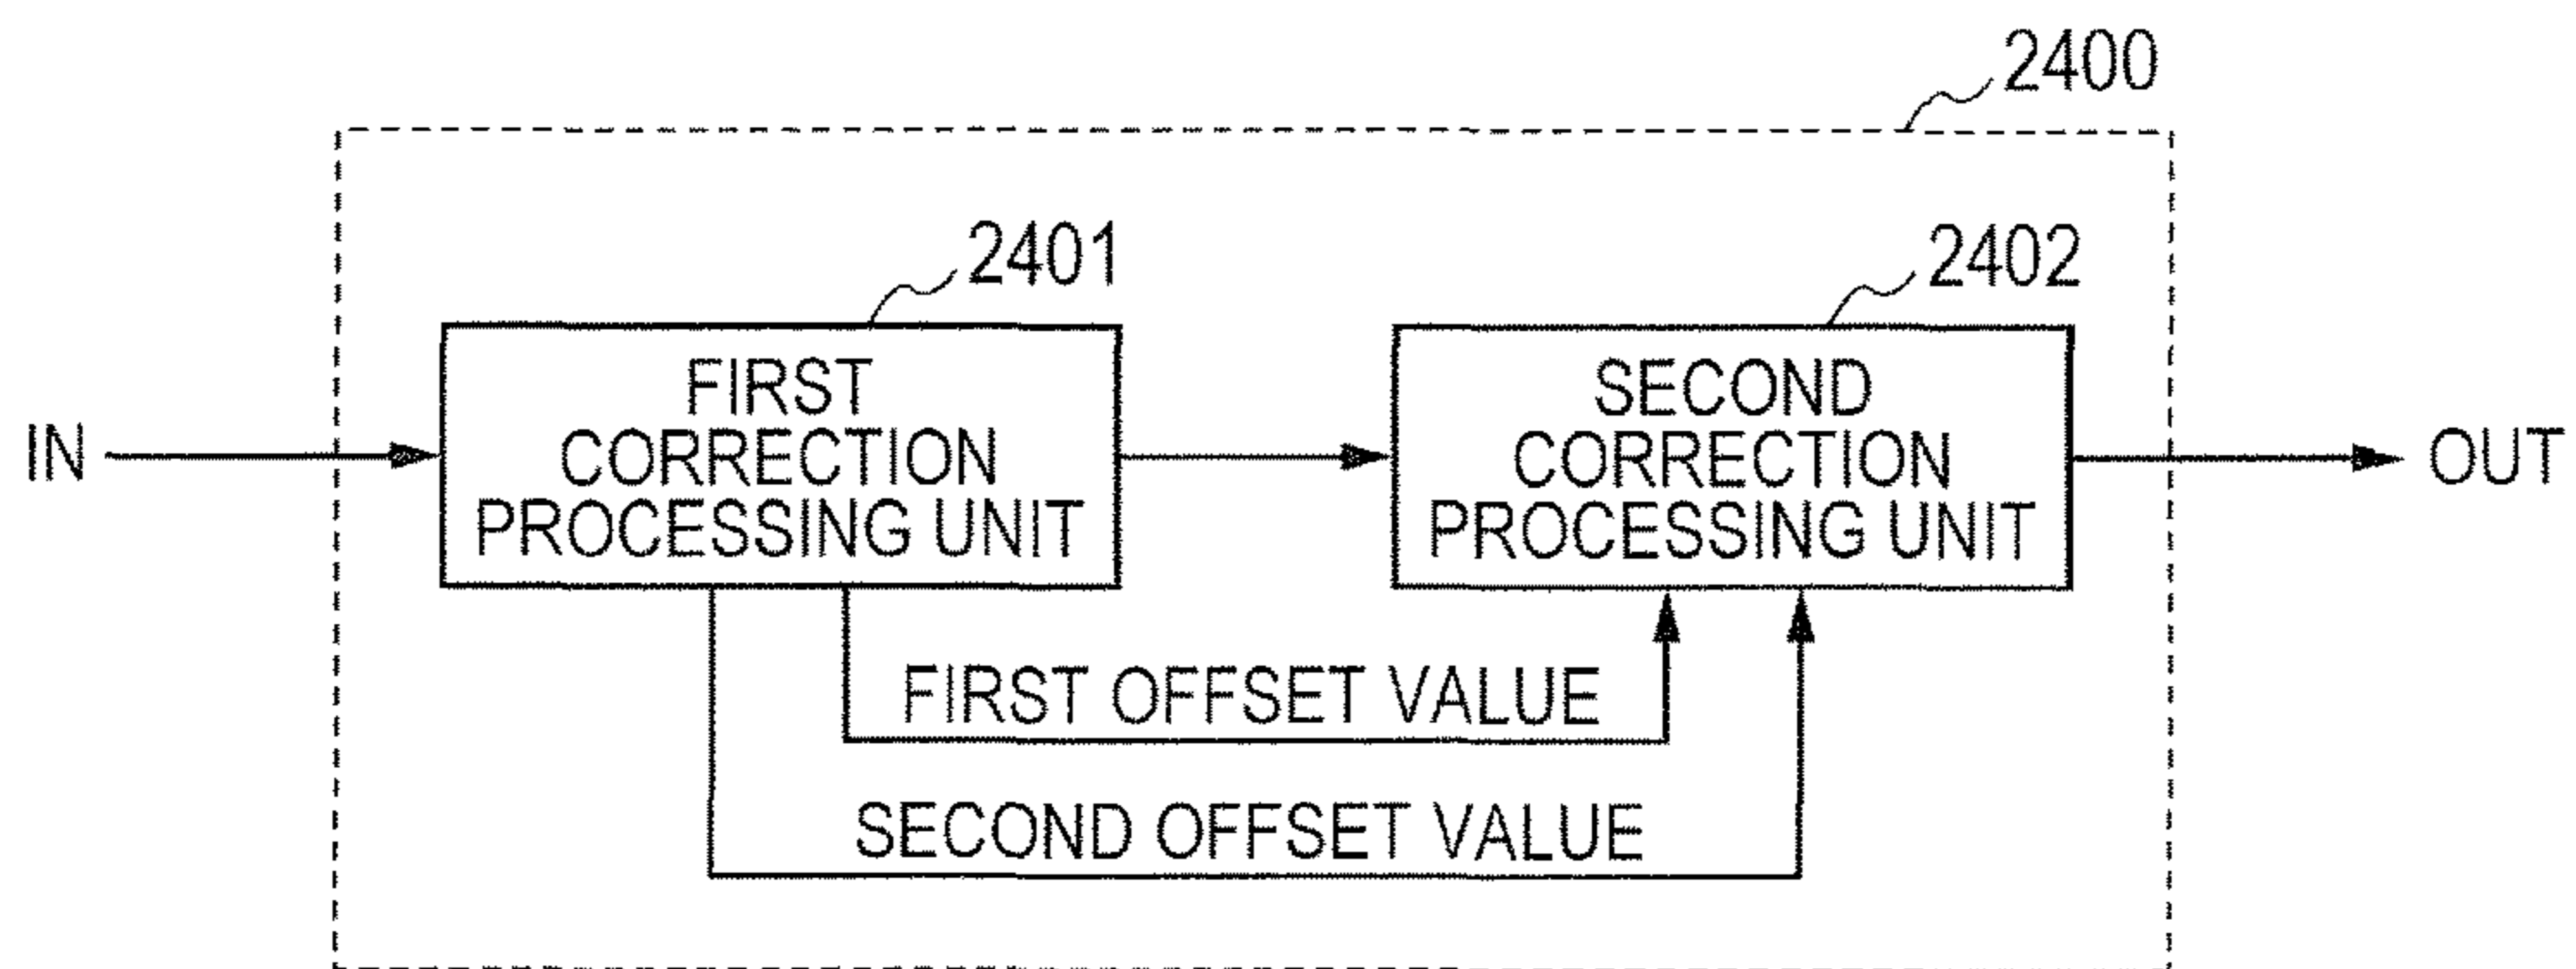 2400
2401
2402
FIRST
CORRECTION
PROCESSING UNIT
SECOND
CORRECTION
PROCESSING UNIT
IN
OUT
FIRST OFFSET VALUE
SECOND OFFSET VALUE